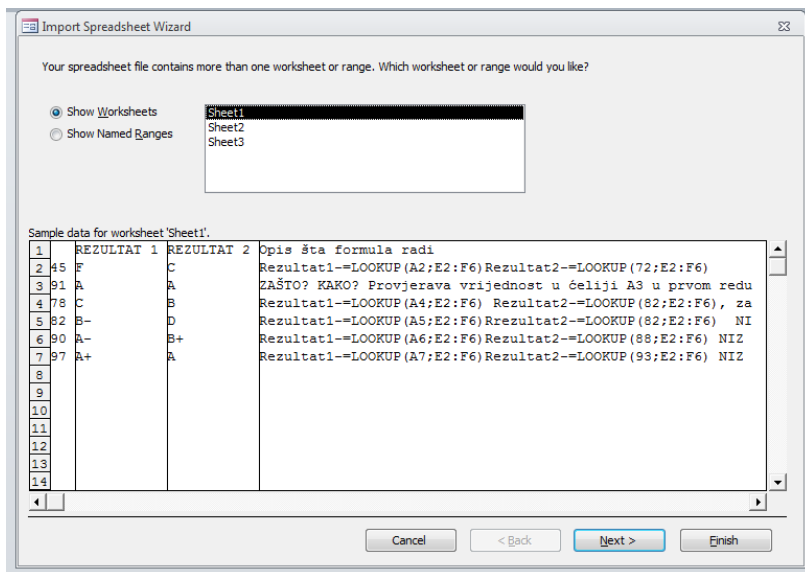 Import Spreadsheet Wizard
Your spreadsheet file contains more than one worksheet or range. Which worksheet or range would you like?
Show Worksheets
Show Named Ranges
Sheet1
Sheet2
Sheet3
Sample data for worksheet 'Sheet1'.
1 REZULTAT 1 REZULTAT 2 Opis šta formula radi
2 45 F C Rezultat1-=LOOKUP(A2;E2:F6)Rezultat2-=LOOKUP(72;E2:F6)
3 91 A A ZAŠTO? KAKO? Provjerava vrijednost u ćeliji A3 u prvom redu
4 78 C B Rezultat1-=LOOKUP(A4;E2:F6) Rezultat2-=LOOKUP(82;E2:F6), za
5 82 B- D Rezultat1-=LOOKUP(A5;E2:F6)Rrezultat2-=LOOKUP(82;E2:F6) NI
6 90 A- B+ Rezultat1-=LOOKUP(A6;E2:F6)Rezultat2-=LOOKUP(88;E2:F6) NIZ
7 97 A+ A Rezultat1-=LOOKUP(A7;E2:F6)Rezultat2-=LOOKUP(93;E2:F6) NIZ
8
9
10
11
12
13
14
Cancel < Back Next > Finish